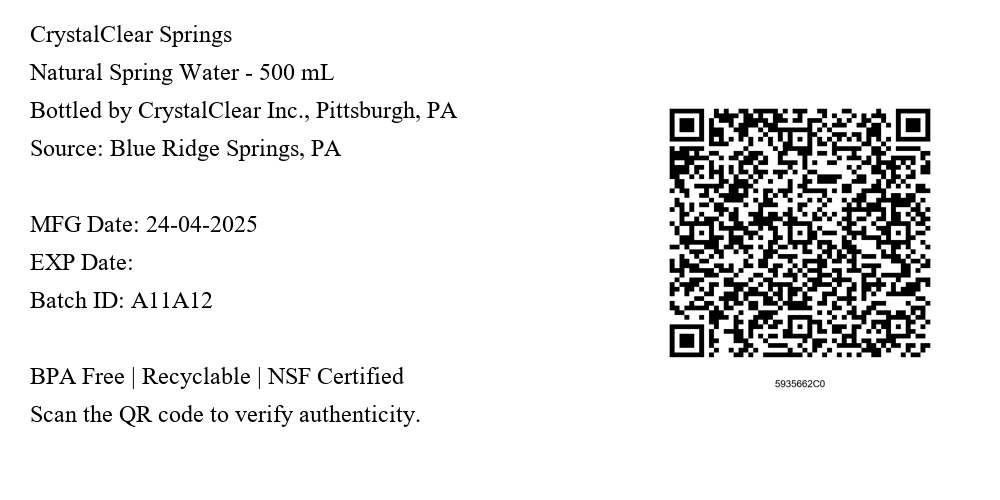 CrystalClear Springs
Natural Spring Water - 500 mL
Bottled by CrystalClear Inc., Pittsburgh, PA
Source: Blue Ridge Springs, PA
MFG Date: 24-04-2025
EXP Date:
Batch ID: A11A12
BPA Free | Recyclable | NSF Certified
Scan the QR code to verify authenticity.
5935662C0